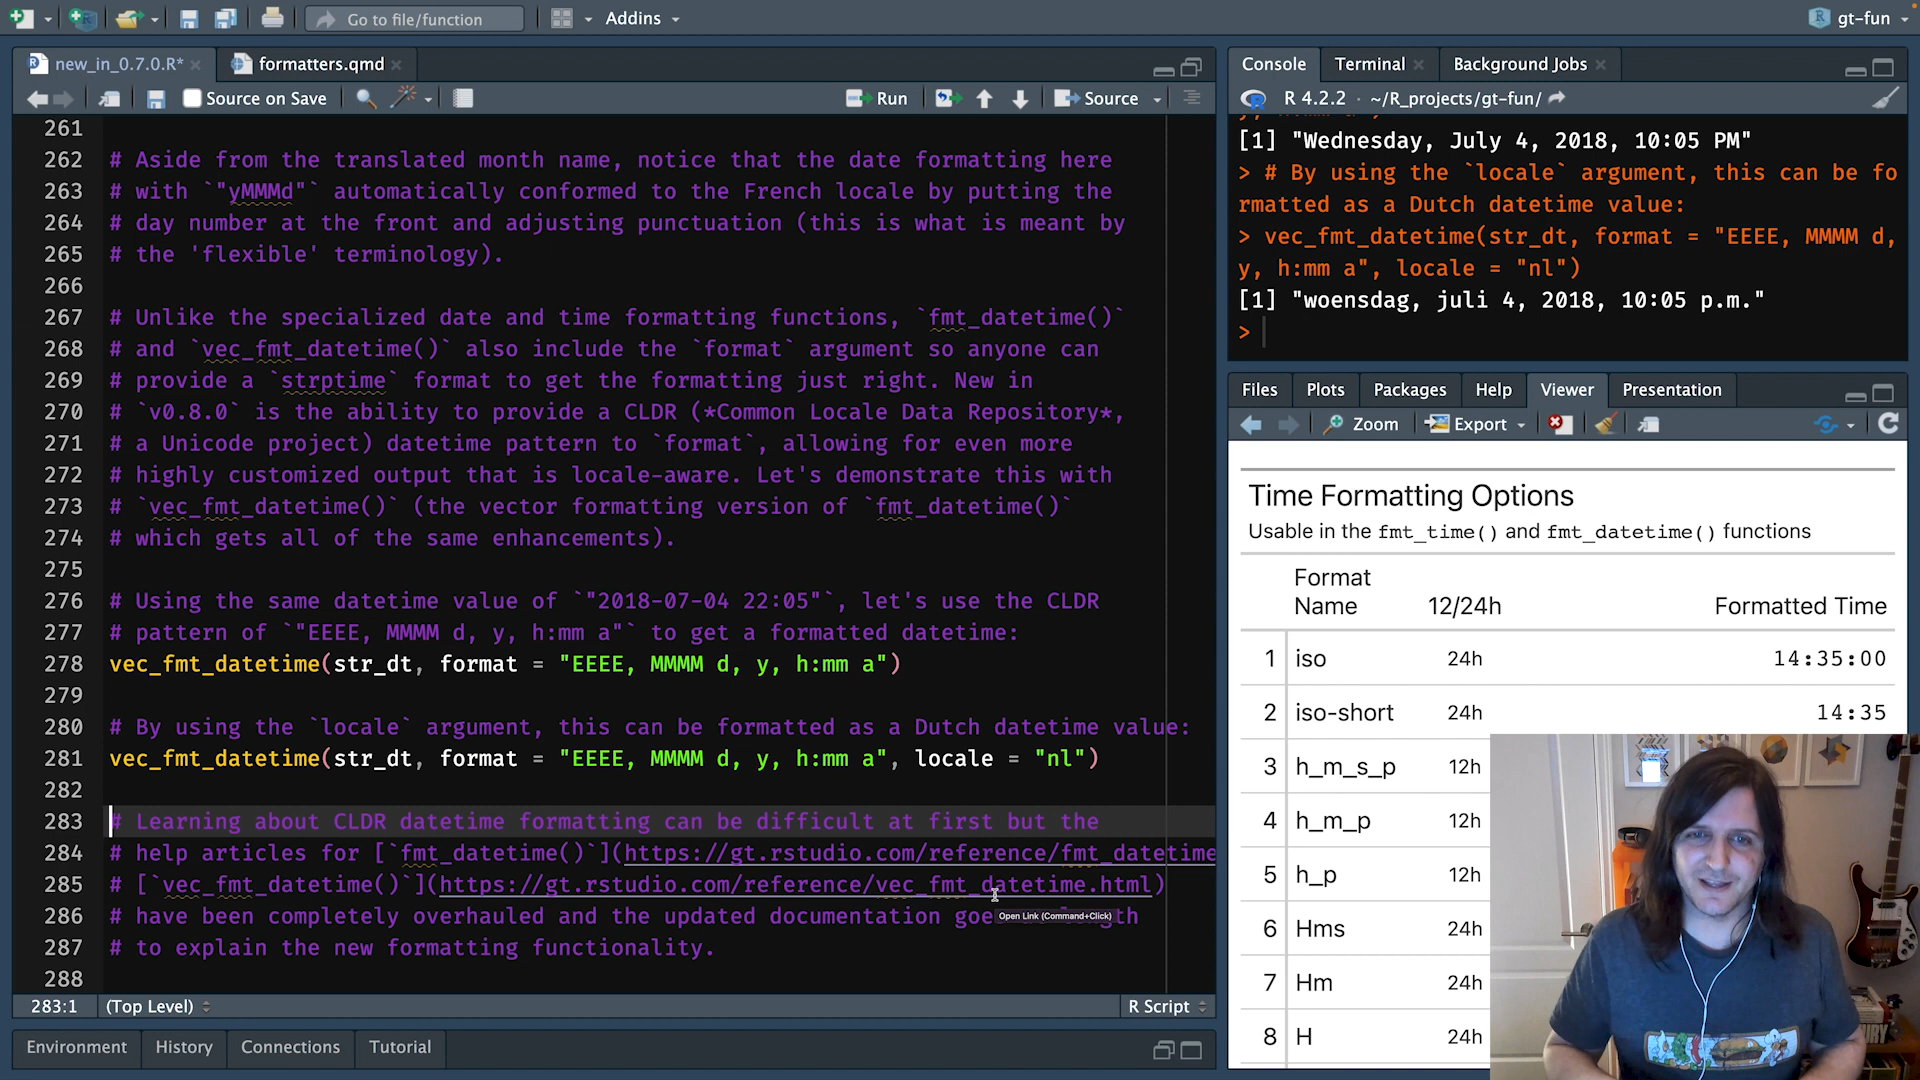 Go to file/function
Addins
gt-fun
new_in_0.7.0.R*
formatters.qmd
Source on Save
Run
Source
261
262 # Aside from the translated month name, notice that the date formatting here
263 # with `"yMMMd"` automatically conformed to the French locale by putting the
264 # day number at the front and adjusting punctuation (this is what is meant by
265 # the 'flexible' terminology).
266
267 # Unlike the specialized date and time formatting functions, `fmt_datetime()`
268 # and `vec_fmt_datetime()` also include the `format` argument so anyone can
269 # provide a `strptime` format to get the formatting just right. New in
270 # `v0.8.0` is the ability to provide a CLDR (*Common Locale Data Repository*,
271 # a Unicode project) datetime pattern to `format`, allowing for even more
272 # highly customized output that is locale-aware. Let's demonstrate this with
273 # `vec_fmt_datetime()` (the vector formatting version of `fmt_datetime()`
274 # which gets all of the same enhancements).
275
276 # Using the same datetime value of `"2018-07-04 22:05"`, let's use the CLDR
277 # pattern of `"EEEE, MMMM d, y, h:mm a"` to get a formatted datetime:
278 vec_fmt_datetime(str_dt, format = "EEEE, MMMM d, y, h:mm a")
279
280 # By using the `locale` argument, this can be formatted as a Dutch datetime value:
281 vec_fmt_datetime(str_dt, format = "EEEE, MMMM d, y, h:mm a", locale = "nl")
282
283 # Learning about CLDR datetime formatting can be difficult at first but the
284 # help articles for [`fmt_datetime()`](https://gt.rstudio.com/reference/fmt_datetime
285 # [`vec_fmt_datetime()`](https://gt.rstudio.com/reference/vec_fmt_datetime.html)
286 # have been completely overhauled and the updated documentation goe gth
Open Link (Command+Click)
287 # to explain the new formatting functionality.
288
283:1 (Top Level)
R Script
Environment
History
Connections
Tutorial
Console
Terminal
Background Jobs
R 4.2.2 · ~/R_projects/gt-fun/
[1] "Wednesday, July 4, 2018, 10:05 PM"
> # By using the `locale` argument, this can be fo
rmatted as a Dutch datetime value:
> vec_fmt_datetime(str_dt, format = "EEEE, MMMM d,
y, h:mm a", locale = "nl")
[1] "woensdag, juli 4, 2018, 10:05 p.m."
>
Files
Plots
Packages
Help
Viewer
Presentation
Zoom
Export
Time Formatting Options
Usable in the fmt_time() and fmt_datetime() functions
Format Name 12/24h Formatted Time
1 iso 24h 14:35:00
2 iso-short 24h 14:35
3 h_m_s_p 12h
4 h_m_p 12h
5 h_p 12h
6 Hms 24h
7 Hm 24h
8 H 24h